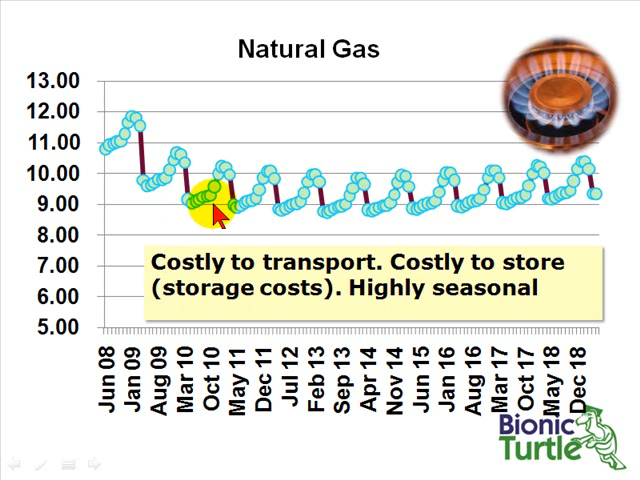 Natural Gas
13.00
12.00
11.00
10.00
9.00
8.00
7.00
6.00
5.00
Costly to transport. Costly to store
(storage costs). Highly seasonal
Jun 08
Jan 09
Aug 09
Mar 10
Oct 10
May 11
Dec 11
Jul 12
Feb 13
Sep 13
Apr 14
Nov 14
Jun 15
Jan 16
Aug 16
Mar 17
Oct 17
May 18
Dec 18
Bionic
Turtle